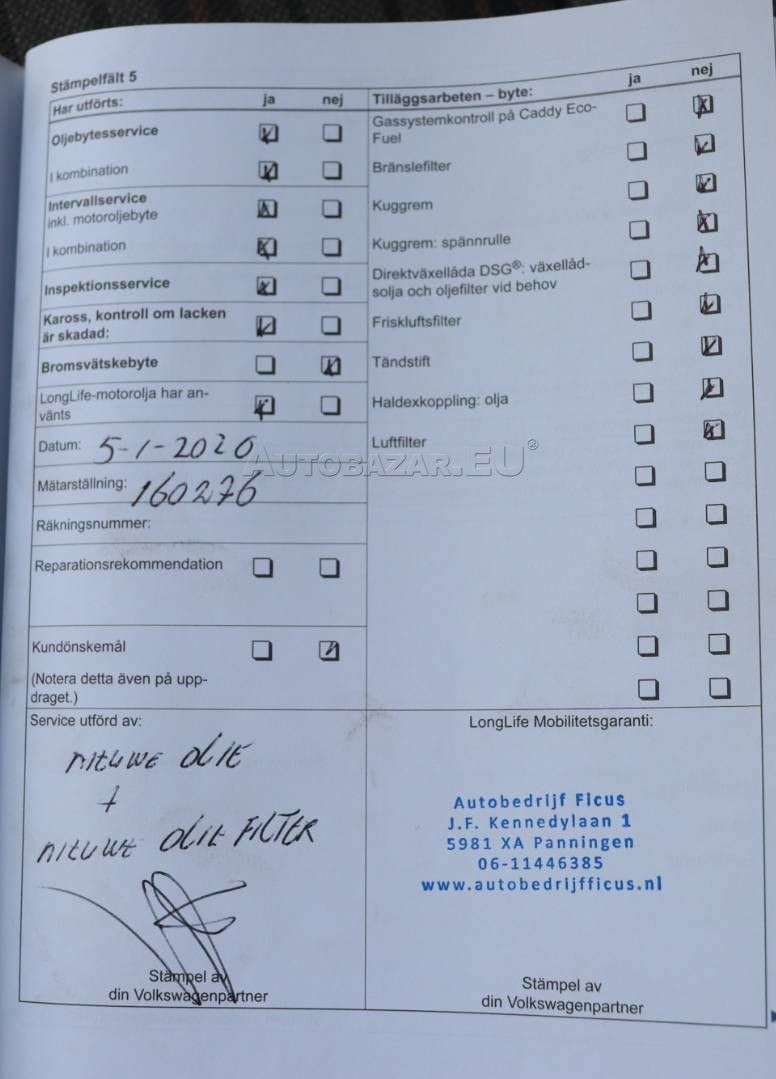 Stämpelfält 5
Har utförts: ja nej
Oljebytesservice
I kombination
Intervallservice
inkl. motoroljebyte
I kombination
Inspektionsservice
Kaross, kontroll om lacken
är skadad:
Bromsvätskebyte
LongLife-motorolja har an-
vänts
Datum: 5-1-2020
Mätarställning: 160276
Räkningsnummer:
Reparationsrekommendation
Kundönskemål
(Notera detta även på upp-
draget.)
Tilläggsarbeten – byte: ja nej
Gassystemkontroll på Caddy Eco-
Fuel
Bränslefilter
Kuggrem
Kuggrem: spännrulle
Direktväxellåda DSG®: växellåd-
solja och oljefilter vid behov
Friskluftsfilter
Tändstift
Haldexkoppling: olja
Luftfilter
AUTOBAZAR.EU®
Service utförd av:
NIEUWE OLIE
+
NIEUWE OLIE FILTER
Stämpel av
din Volkswagenpartner
LongLife Mobilitetsgaranti:
Autobedrijf Ficus
J.F. Kennedylaan 1
5981 XA Panningen
06-11446385
www.autobedrijfficus.nl
Stämpel av
din Volkswagenpartner